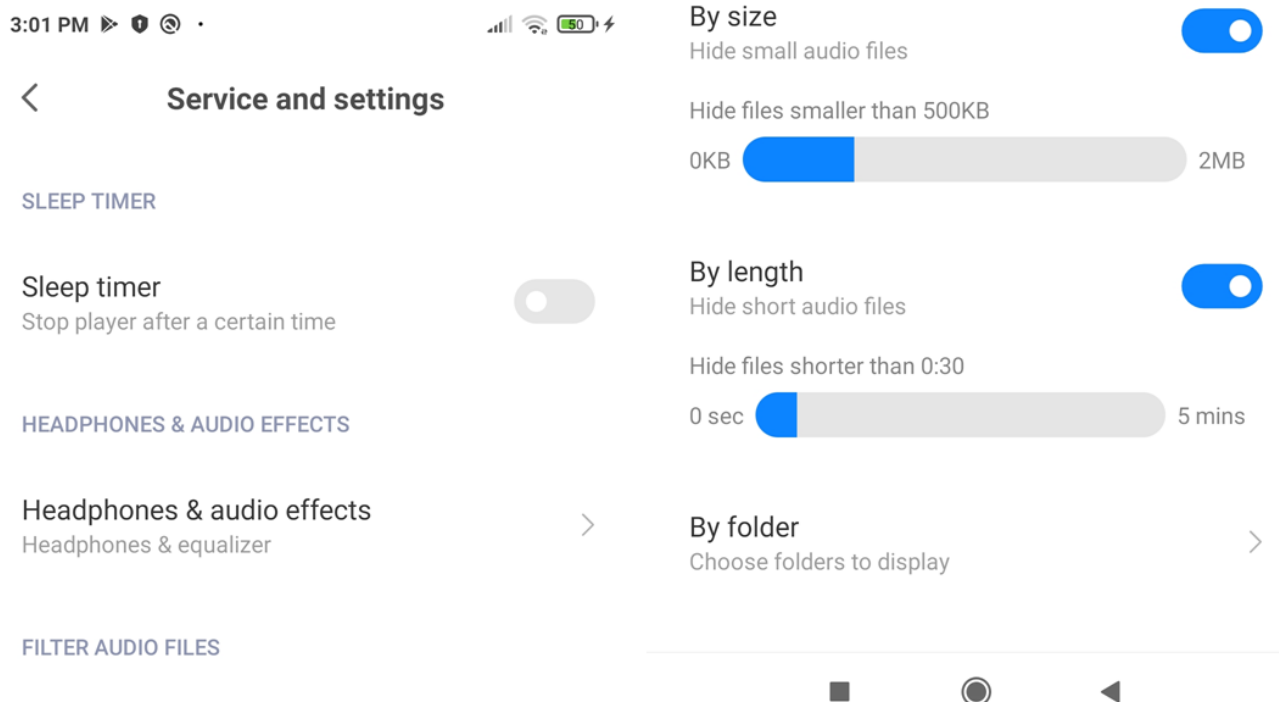 3:01 PM
50
Service and settings
SLEEP TIMER
Sleep timer
Stop player after a certain time
HEADPHONES & AUDIO EFFECTS
Headphones & audio effects
Headphones & equalizer
FILTER AUDIO FILES
By size
Hide small audio files
Hide files smaller than 500KB
0KB 2MB
By length
Hide short audio files
Hide files shorter than 0:30
0 sec 5 mins
By folder
Choose folders to display